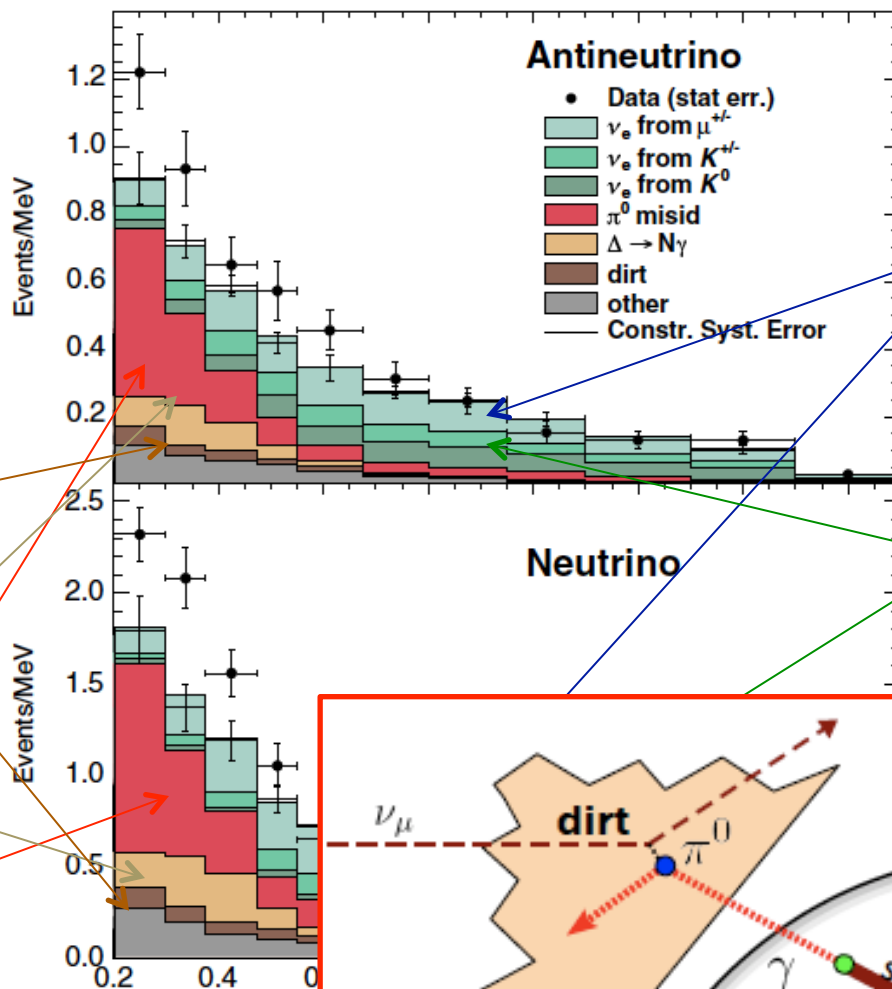 Antineutrino
Data (stat err.)
νe from μ+/-
νe from K+/-
νe from K0
π0 misid
Δ → Nγ
dirt
other
Constr. Syst. Error
Events/MeV
1.2
1.0
0.8
0.6
0.4
0.2
Neutrino
Events/MeV
2.5
2.0
1.5
1.0
0.5
0.0
0.2
0.4
νμ
dirt
π0
γ